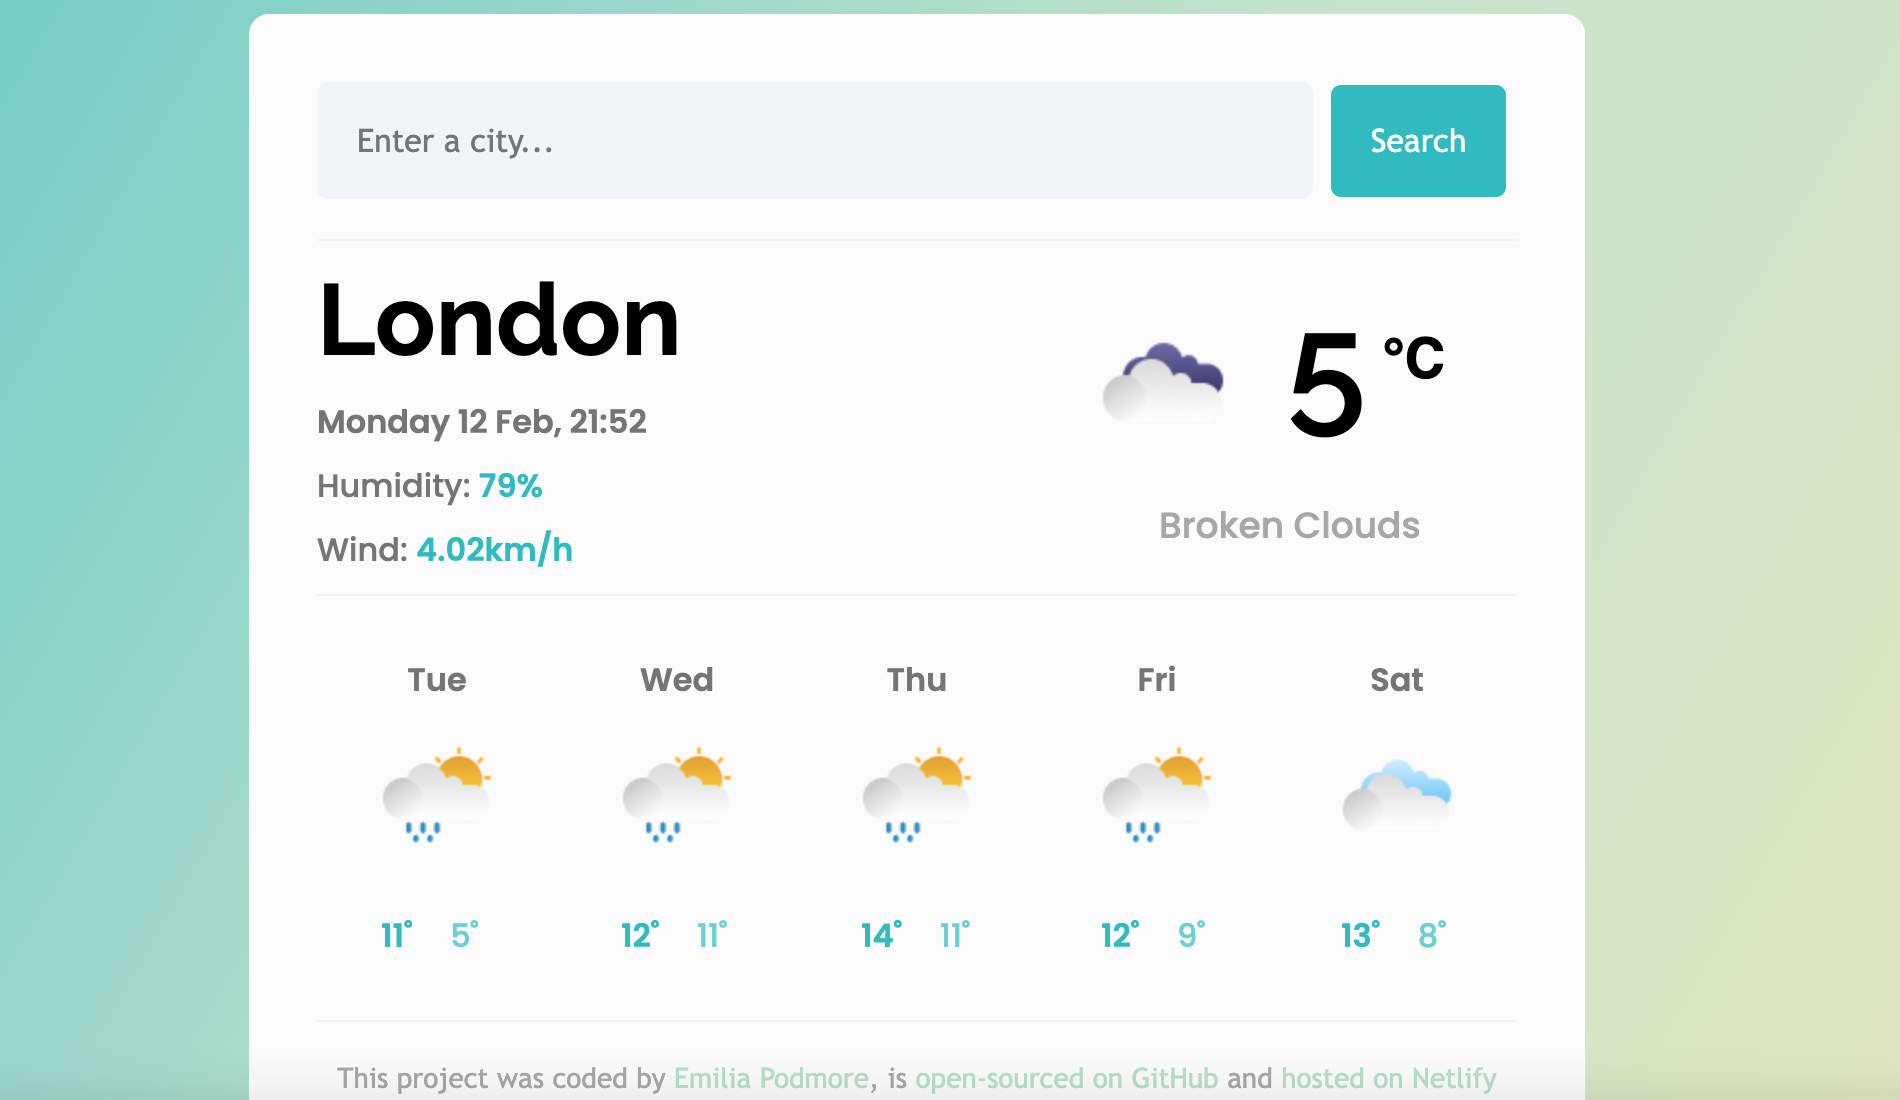 Enter a city...
Search
London
Monday 12 Feb, 21:52
Humidity: 79%
Wind: 4.02km/h
5 °C
Broken Clouds
Tue Wed Thu Fri Sat
11° 5° 12° 11° 14° 11° 12° 9° 13° 8°
This project was coded by Emilia Podmore, is open-sourced on GitHub and hosted on Netlify